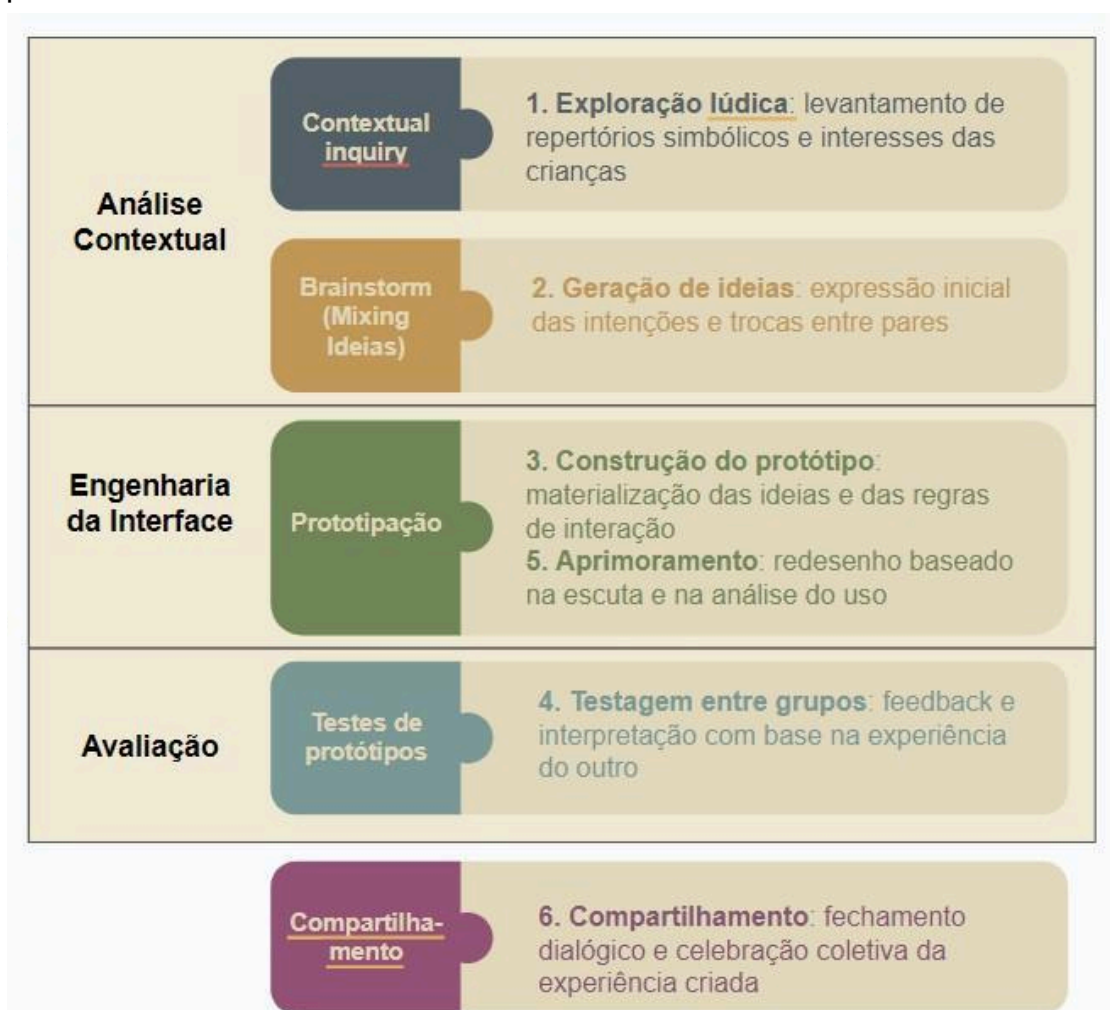 Análise
Contextual
Contextual
inquiry
1. Exploração lúdica: levantamento de
repertórios simbólicos e interesses das
crianças
Brainstorm
(Mixing
Ideias)
2. Geração de ideias: expressão inicial
das intenções e trocas entre pares
Engenharia
da Interface
Prototipação
3. Construção do protótipo:
materialização das ideias e das regras
de interação
5. Aprimoramento: redesenho baseado
na escuta e na análise do uso
Avaliação
Testes de
protótipos
4. Testagem entre grupos: feedback e
interpretação com base na experiência
do outro
Compartilha-
mento
6. Compartilhamento: fechamento
dialógico e celebração coletiva da
experiência criada